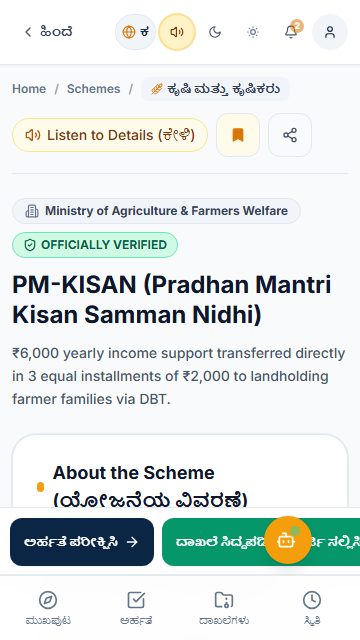 ಹಿಂದೆ
ಕ
2
Home / Schemes / ಕೃಷಿ ಮತ್ತು ಕೃಷಿಕರು
Listen to Details (ಕೇಳಿ)
Ministry of Agriculture & Farmers Welfare
OFFICIALLY VERIFIED
PM-KISAN (Pradhan Mantri
Kisan Samman Nidhi)
₹6,000 yearly income support transferred directly
in 3 equal installments of ₹2,000 to landholding
farmer families via DBT.
About the Scheme
(ಯೋಜನೆಯ ವಿವರಣೆ)
ಅರ್ಹತೆ ಪರೀಕ್ಷಿಸಿ
ದಾಖಲೆ
ಮುಖಪುಟ
ಅರ್ಹತೆ
ದಾಖಲೆಗಳು
ಸ್ಥಿತಿ